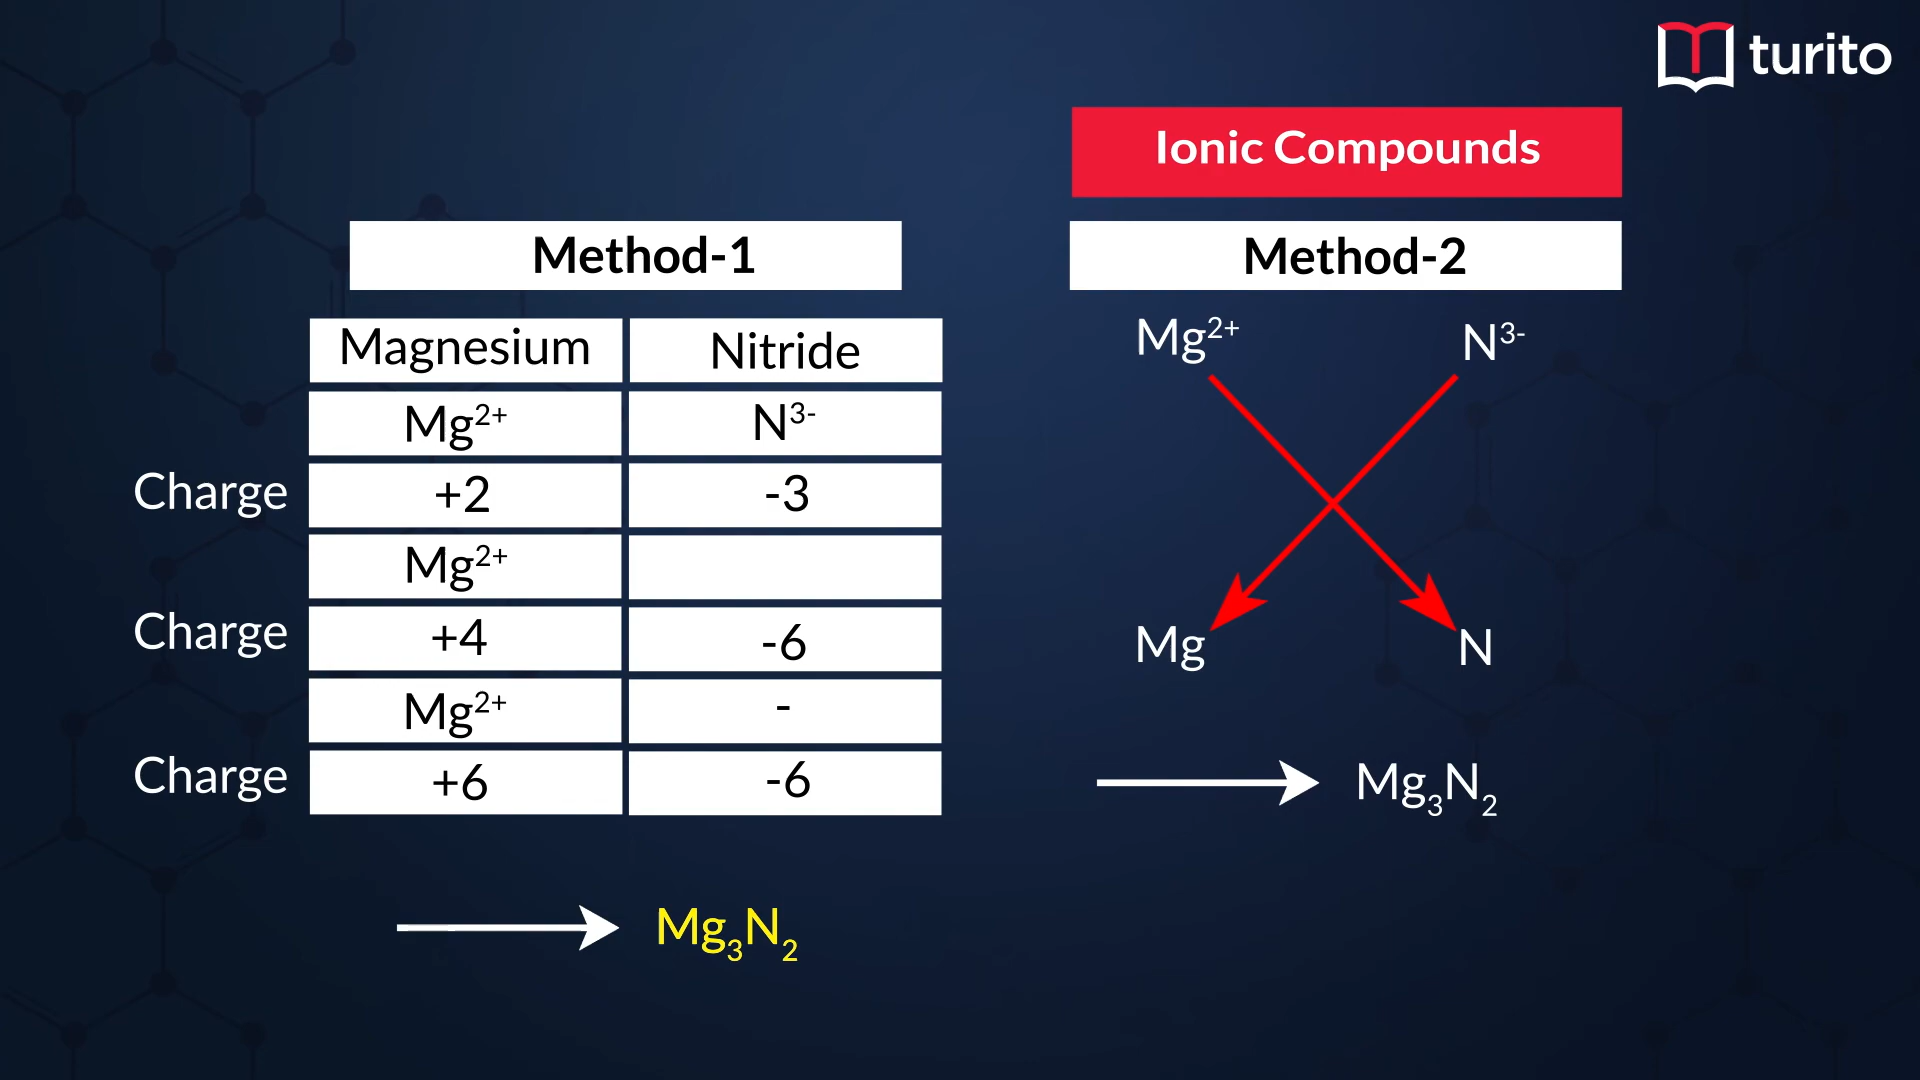 turito
Ionic Compounds
Method-1
Magnesium Nitride
Mg²⁺ N³⁻
Charge +2 -3
Mg²⁺
Charge +4 -6
Mg²⁺ -
Charge +6 -6
Mg₃N₂
Method-2
Mg²⁺ N³⁻
Mg N
Mg₃N₂